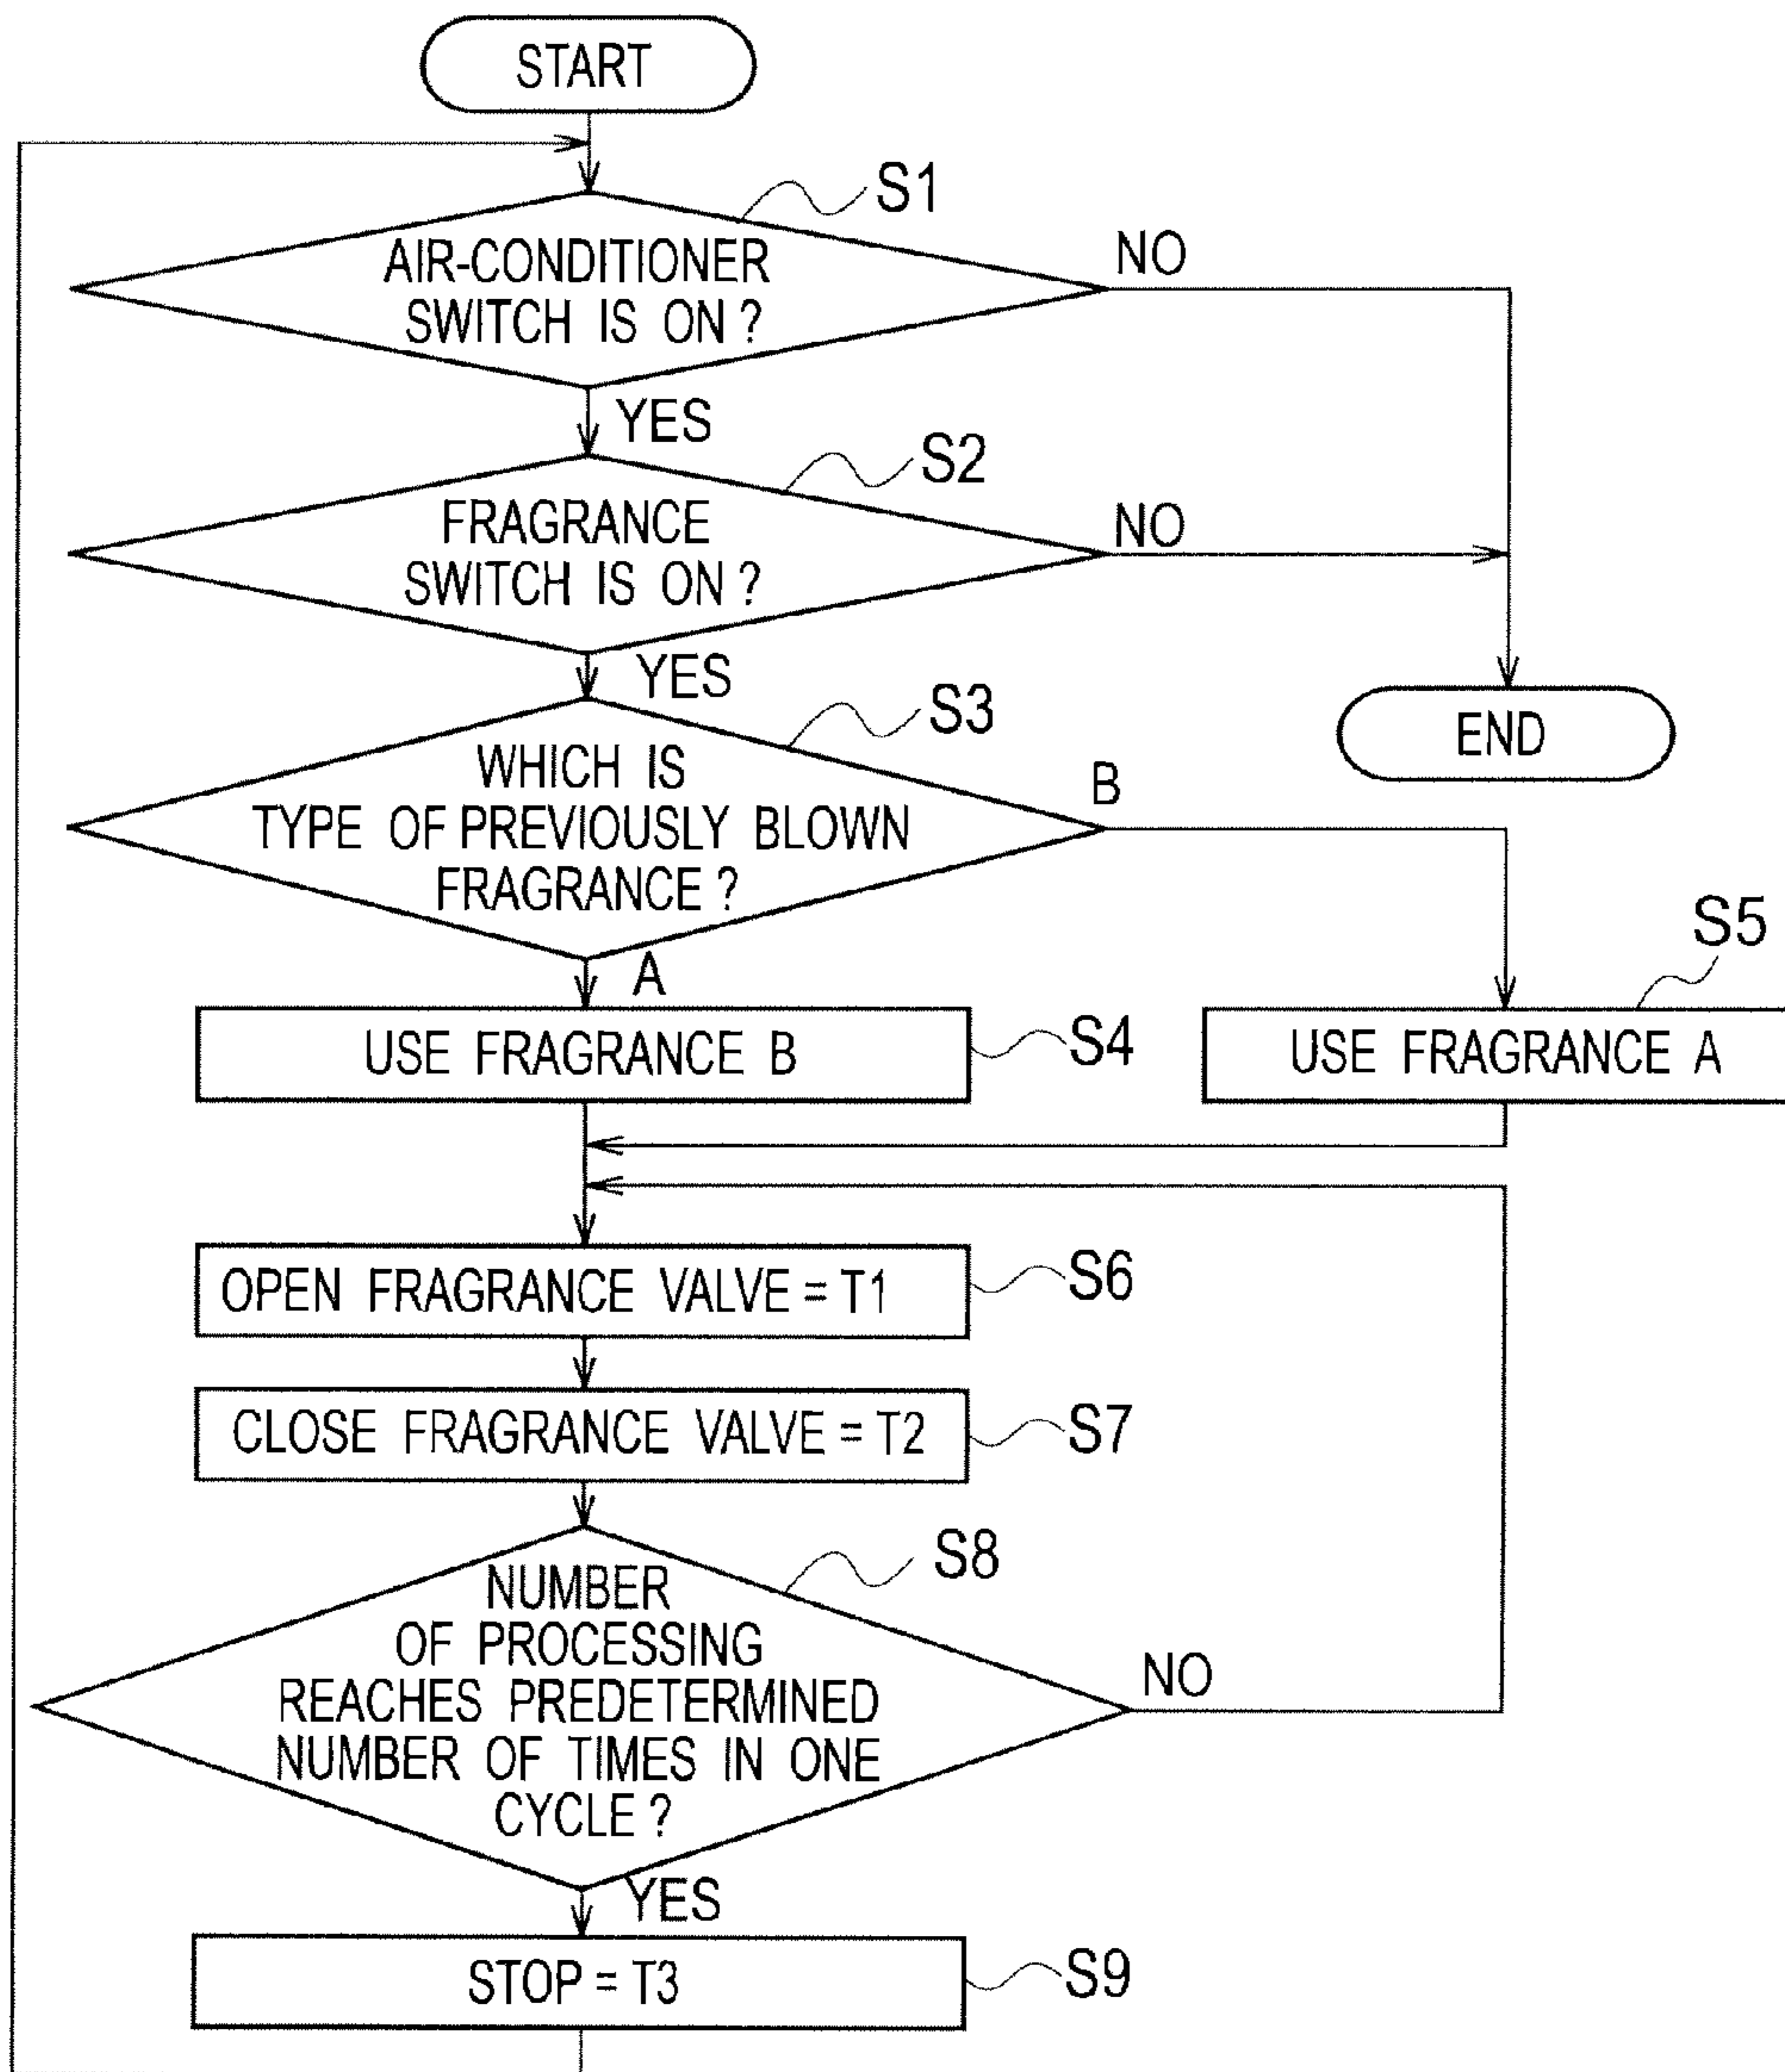 START
S1
AIR-CONDITIONER
SWITCH IS ON ?
NO
YES
S2
FRAGRANCE
SWITCH IS ON ?
NO
YES
S3
END
WHICH IS
TYPE OF PREVIOUSLY BLOWN
FRAGRANCE ?
B
A
S5
USE FRAGRANCE B
S4
USE FRAGRANCE A
OPEN FRAGRANCE VALVE = T1
S6
CLOSE FRAGRANCE VALVE = T2
S7
S8
NUMBER
OF PROCESSING
REACHES PREDETERMINED
NUMBER OF TIMES IN ONE
CYCLE ?
NO
YES
STOP = T3
S9